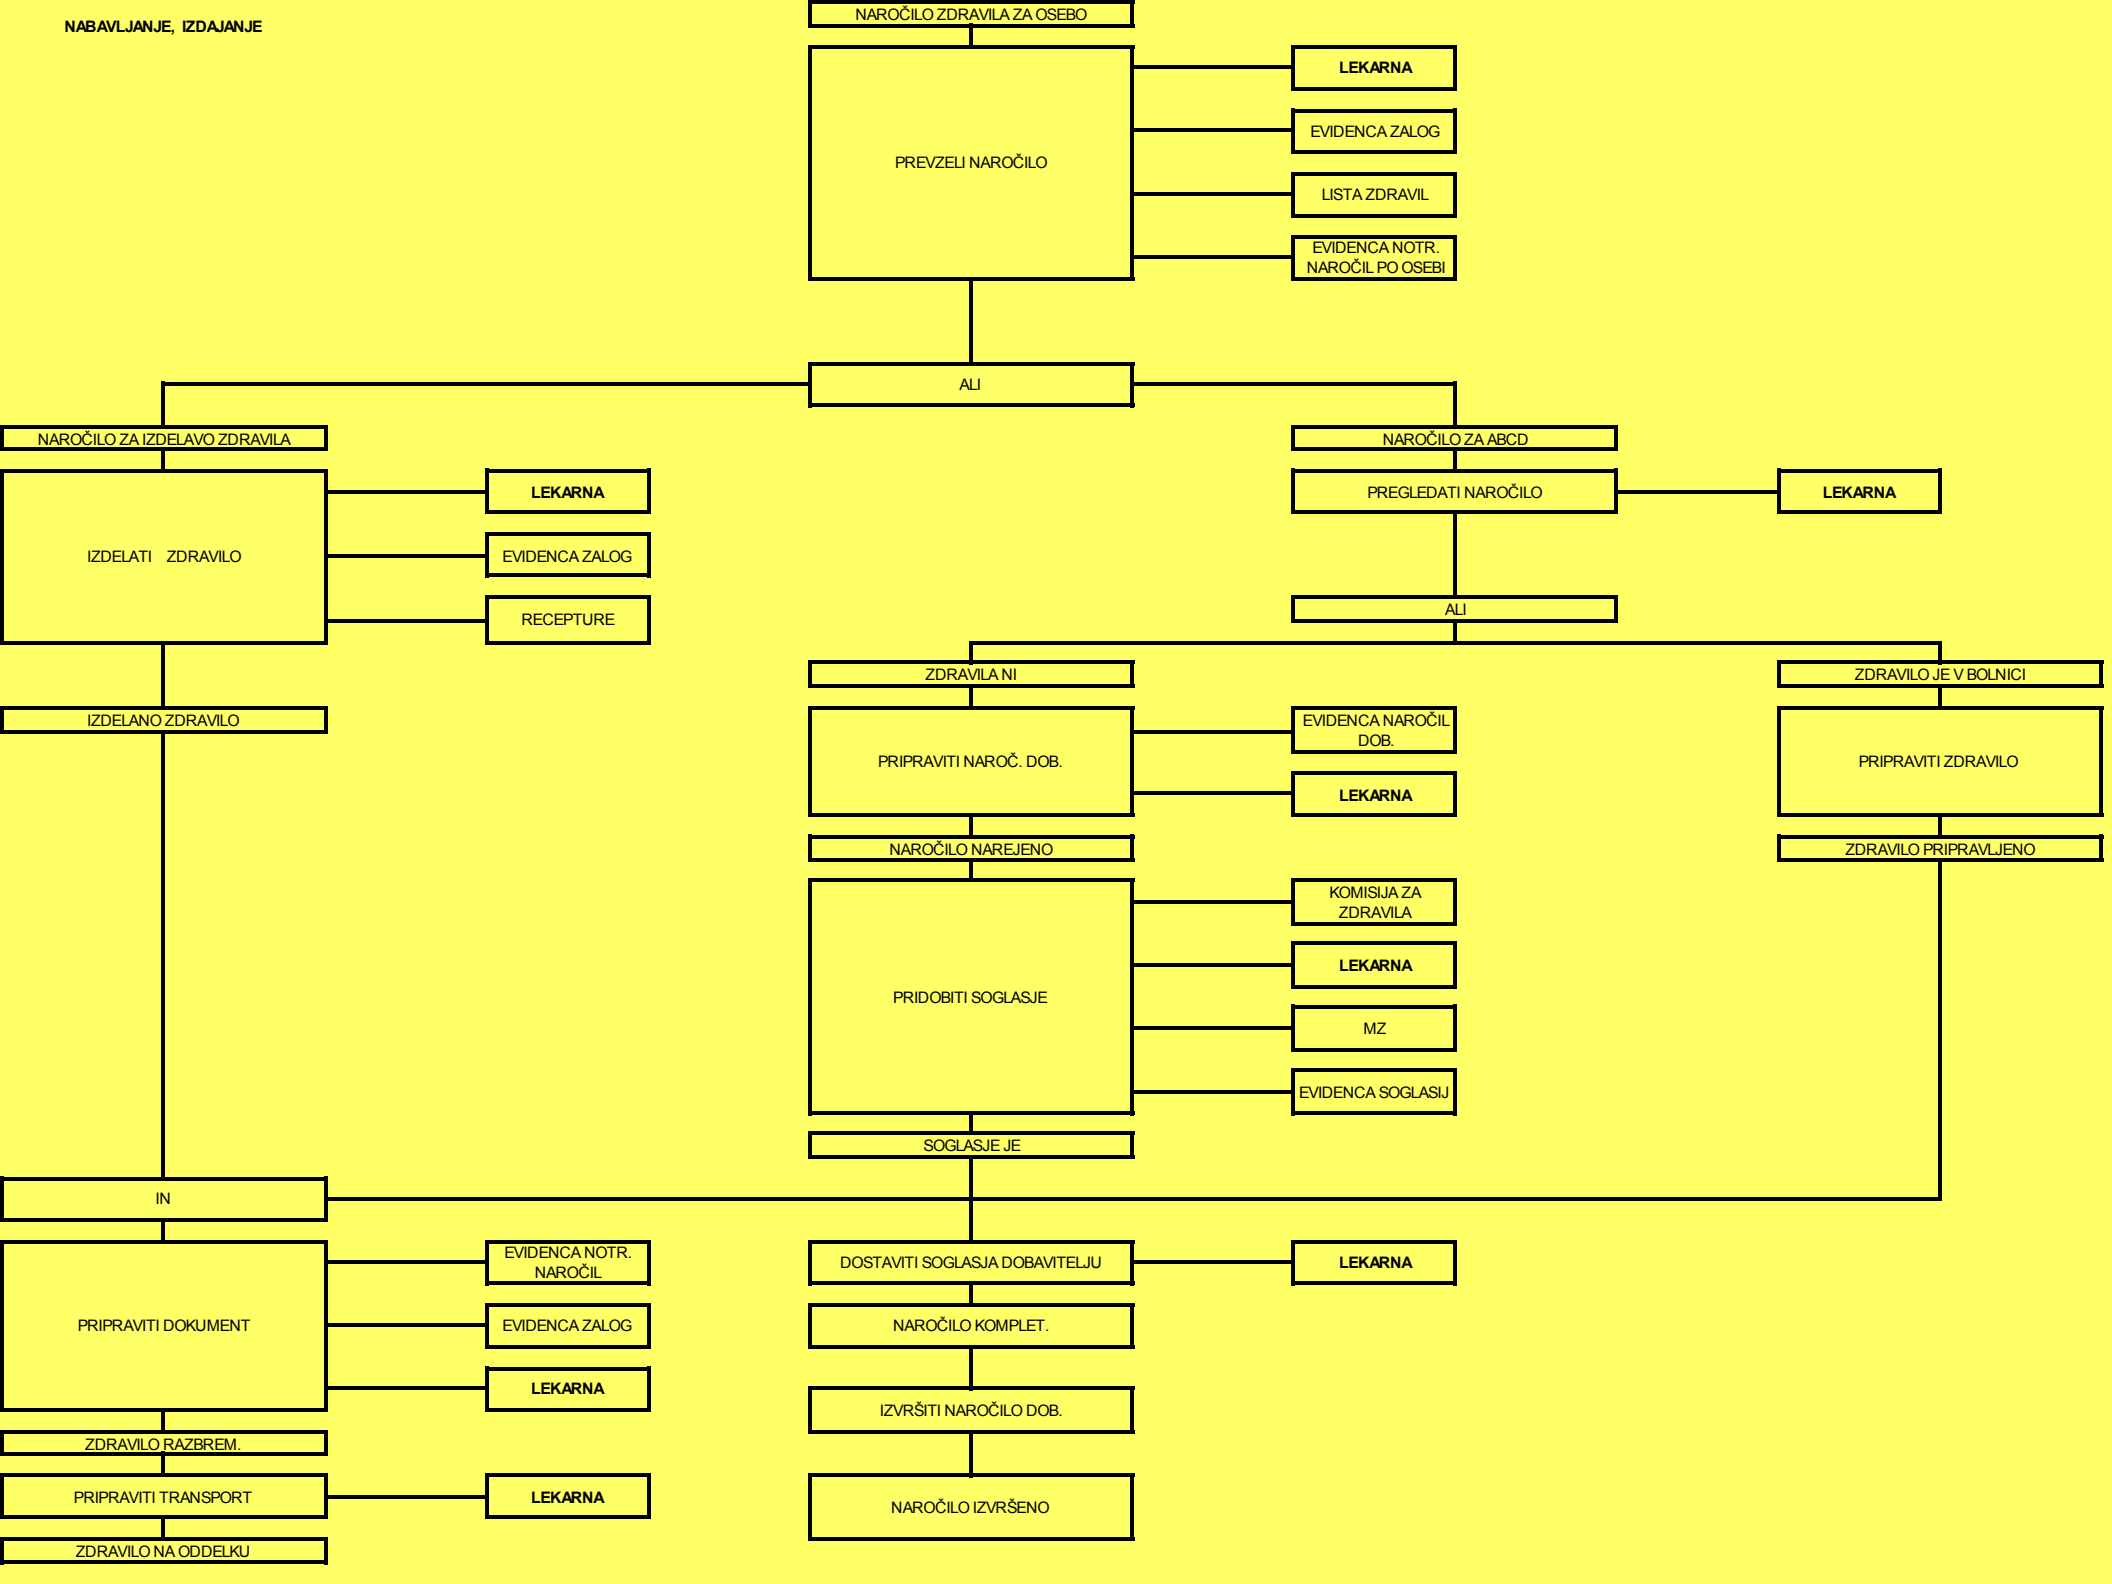 NABAVLJANJE, IZDAJANJE
NAROČILO ZDRAVILA ZA OSEBO
LEKARNA
EVIDENCA ZALOG
PREVZELI NAROČILO
LISTA ZDRAVIL
EVIDENCA NOTR.
NAROČIL PO OSEBI
ALI
NAROČILO ZA IZDELAVO ZDRAVILA
NAROČILO ZA ABCD
LEKARNA
PREGLEDATI NAROČILO
LEKARNA
IZDELATI ZDRAVILO
EVIDENCA ZALOG
RECEPTURE
ALI
ZDRAVILA NI
ZDRAVILO JE V BOLNICI
IZDELANO ZDRAVILO
EVIDENCA NAROČIL
DOB.
PRIPRAVITI NAROČ. DOB.
PRIPRAVITI ZDRAVILO
LEKARNA
NAROČILO NAREJENO
ZDRAVILO PRIPRAVLJENO
KOMISIJA ZA
ZDRAVILA
LEKARNA
PRIDOBITI SOGLASJE
MZ
EVIDENCA SOGLASIJ
SOGLASJE JE
IN
EVIDENCA NOTR.
NAROČIL
DOSTAVITI SOGLASJA DOBAVITELJU
LEKARNA
PRIPRAVITI DOKUMENT
EVIDENCA ZALOG
NAROČILO KOMPLET.
LEKARNA
IZVRŠITI NAROČILO DOB.
ZDRAVILO RAZBREM.
PRIPRAVITI TRANSPORT
LEKARNA
NAROČILO IZVRŠENO
ZDRAVILO NA ODDELKU